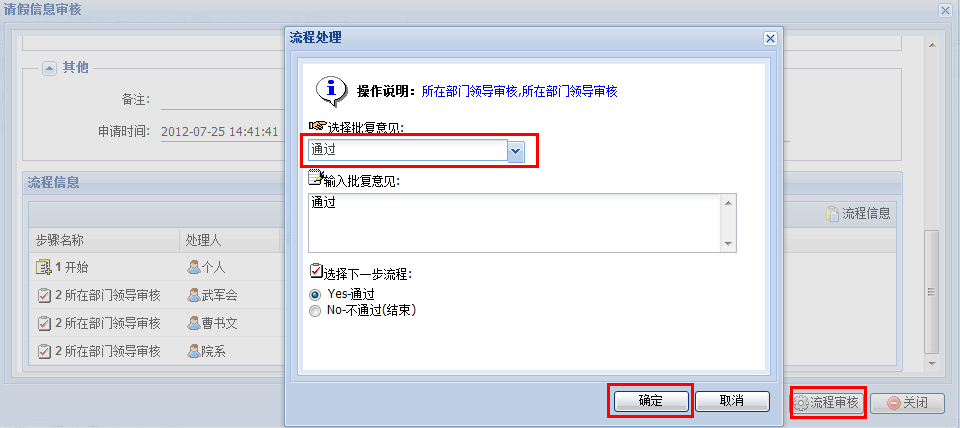 请假信息审核
其他
备注:
申请时间: 2012-07-25 14:41:41
流程信息
流程信息
步骤名称 处理人
1 开始 个人
2 所在部门领导审核 武军会
2 所在部门领导审核 曹书文
2 所在部门领导审核 院系
流程审核 关闭
流程处理
操作说明: 所在部门领导审核,所在部门领导审核
选择批复意见:
通过
输入批复意见:
通过
选择下一步流程:
Yes-通过
No-不通过(结束)
确定 取消